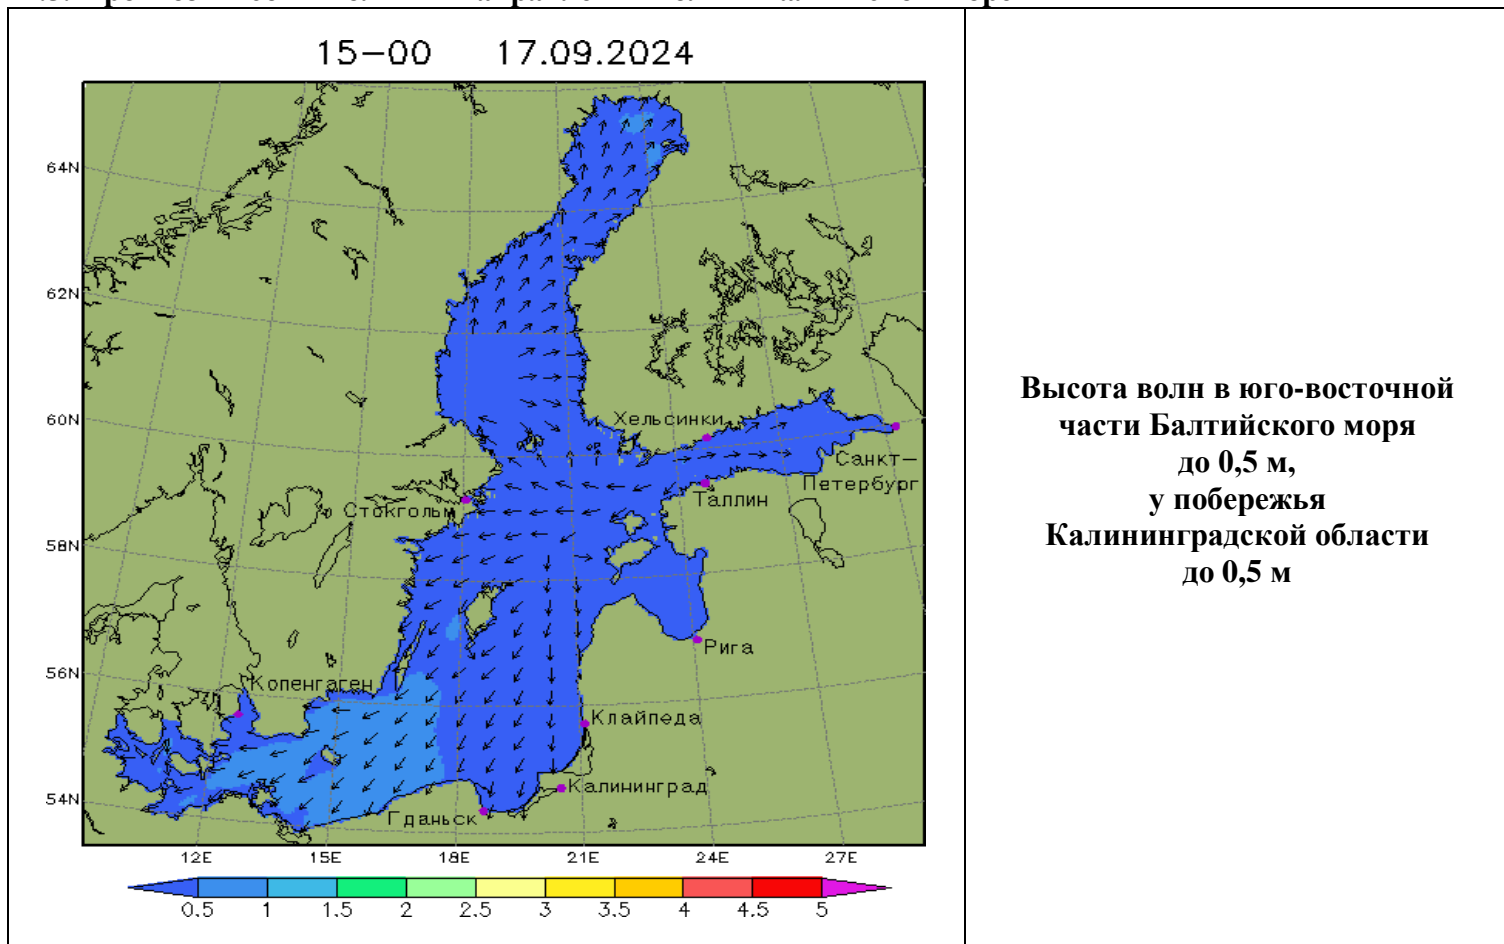 15-00 17.09.2024
64N
62N
60N
58N
56N
54N
Хельсинки
Санкт-
Петербург
Таллин
Стокгольм
Рига
Копенгаген
Клайпеда
Калининград
Гданьск
12E 15E 18E 21E 24E 27E
0.5 1 1.5 2 2.5 3 3.5 4 4.5 5
Высота волн в юго-восточной
части Балтийского моря
до 0,5 м,
у побережья
Калининградской области
до 0,5 м